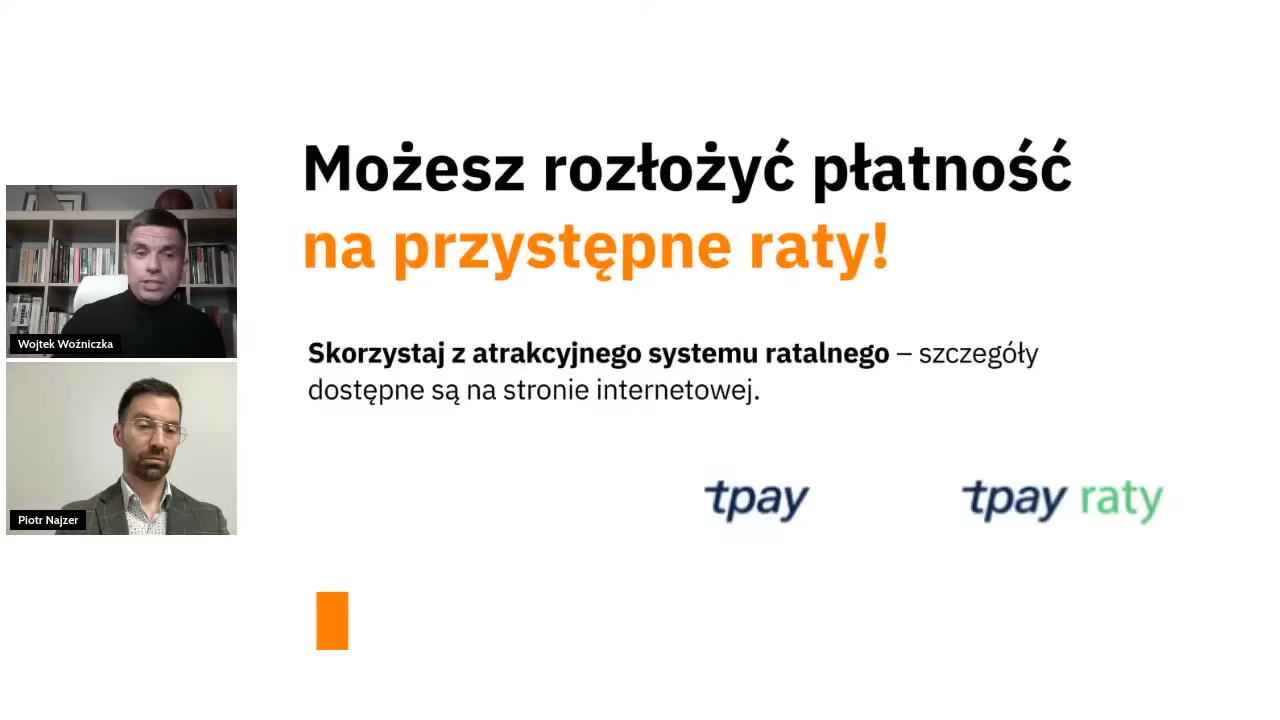 Możesz rozłożyć płatność
na przystępne raty!
Skorzystaj z atrakcyjnego systemu ratalnego – szczegóły
dostępne są na stronie internetowej.
tpay
tpay raty
Wojtek Woźniczka
Piotr Najzer